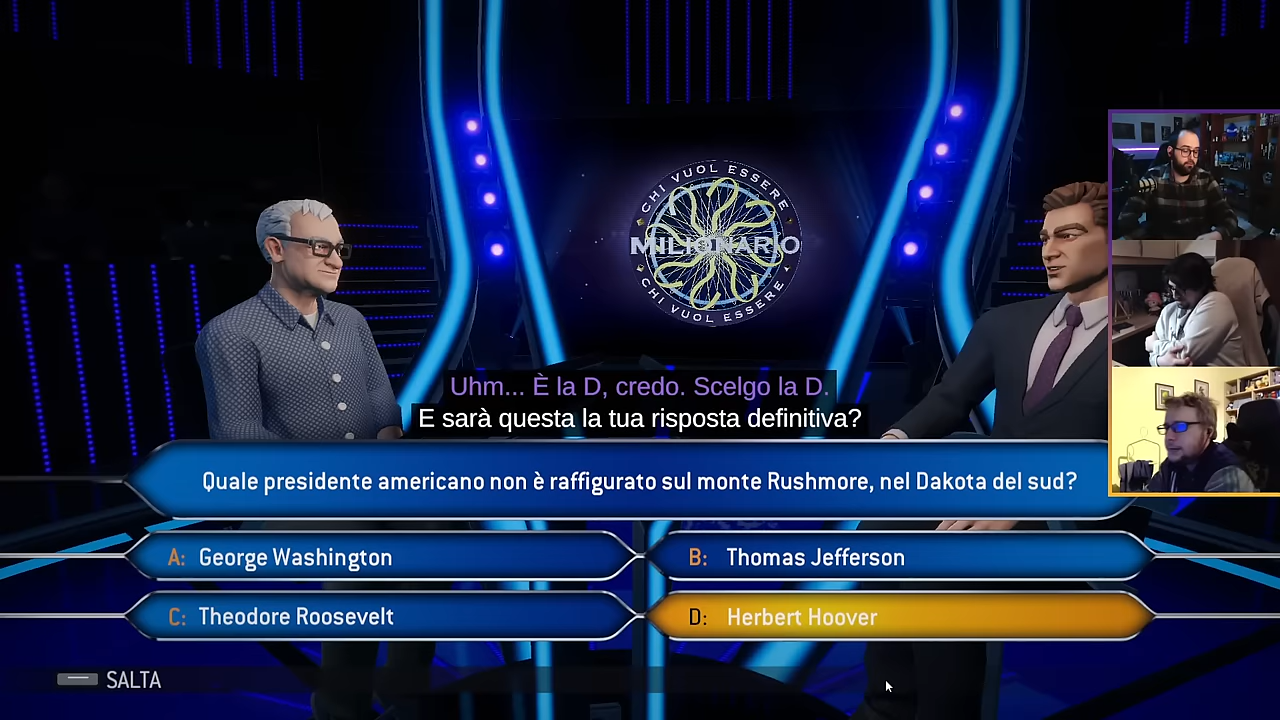 CHI VUOL ESSERE
MILIONARIO
CHI VUOL ESSERE
Uhm... È la D, credo. Scelgo la D.
E sarà questa la tua risposta definitiva?
Quale presidente americano non è raffigurato sul monte Rushmore, nel Dakota del sud?
A: George Washington
B: Thomas Jefferson
C: Theodore Roosevelt
D: Herbert Hoover
SALTA